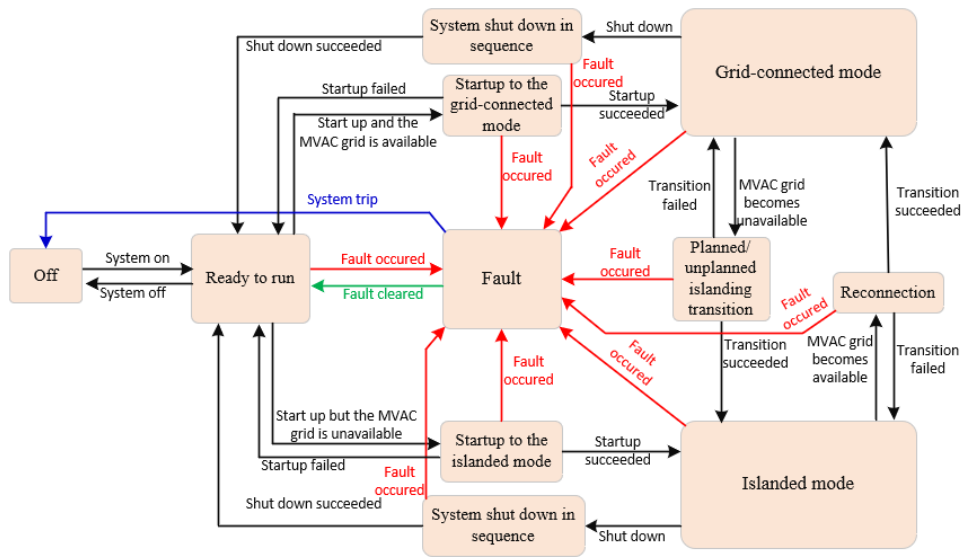 System shut down in
sequence
Shut down
Shut down succeeded
Grid-connected mode
Fault
occured
Startup to the
grid-connected
mode
Startup failed
Startup
succeeded
Start up and the
MVAC grid is available
Fault
occured
Fault
occured
Transition
failed
MVAC grid
becomes
unavailable
Transition
succeeded
System trip
Off
System on
System off
Ready to run
Fault occured
Fault cleared
Fault
Fault
occured
Planned/
unplanned
islanding
transition
Reconnection
Fault
occured
Transition
succeeded
MVAC grid
becomes
available
Transition
failed
Fault
occured
Fault
occured
Start up but the MVAC
grid is unavailable
Startup failed
Startup to the
islanded mode
Startup
succeeded
Islanded mode
Fault
occured
Shut down succeeded
System shut down in
sequence
Shut down